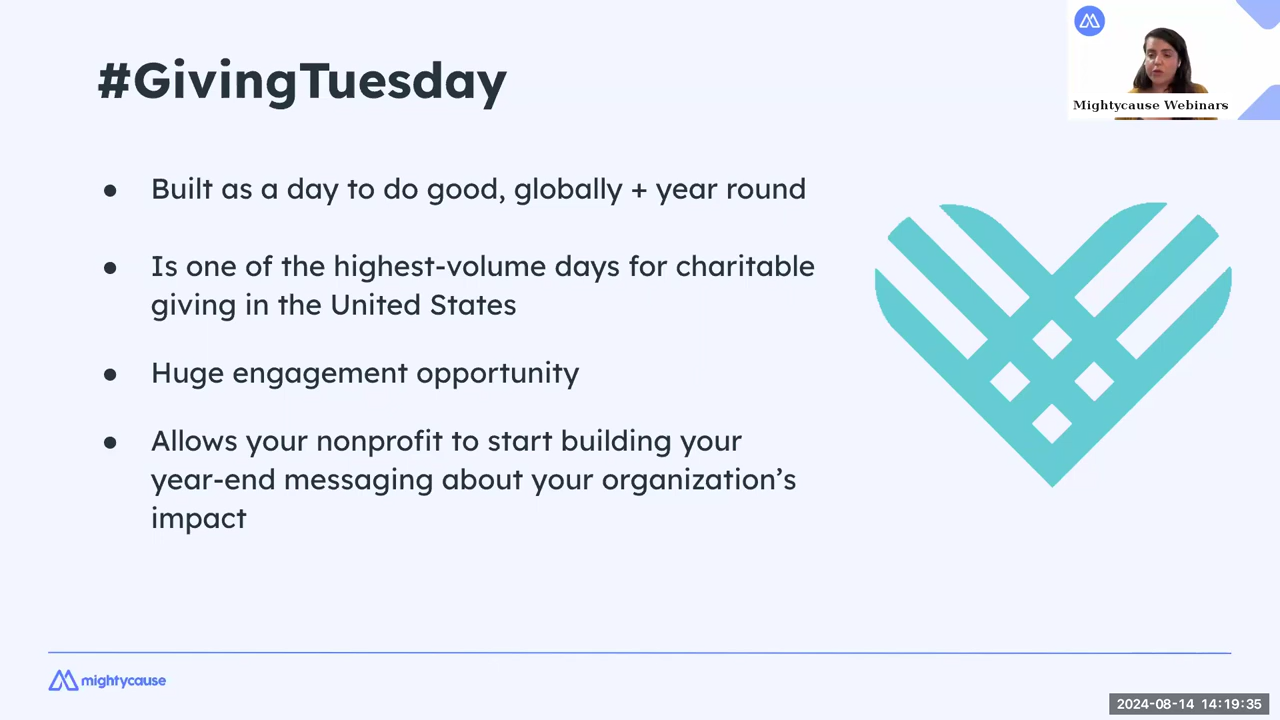 #GivingTuesday
Mightycause Webinars
● Built as a day to do good, globally + year round
● Is one of the highest-volume days for charitable
giving in the United States
● Huge engagement opportunity
● Allows your nonprofit to start building your
year-end messaging about your organization’s
impact
mightycause
2024-08-14 14:19:35